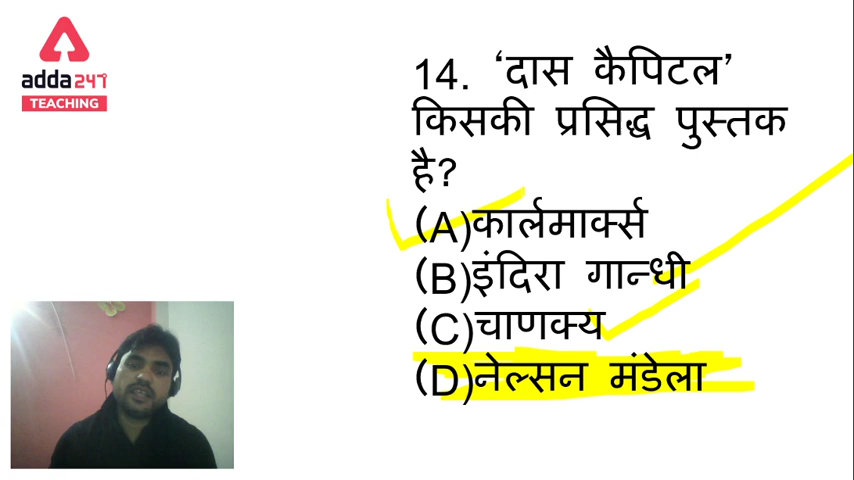 adda247
TEACHING
14. ‘दास कैपिटल’
किसकी प्रसिद्ध पुस्तक
है?
(A)कार्लमार्क्स
(B)इंदिरा गान्धी
(C)चाणक्य
(D)नेल्सन मंडेला